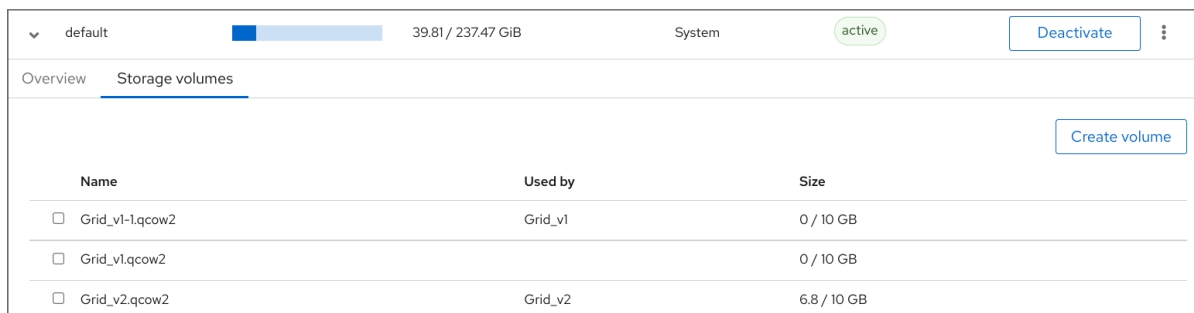 default 39.81 / 237.47 GiB System active Deactivate
Overview Storage volumes
Create volume
Name Used by Size
Grid_v1-1.qcow2 Grid_v1 0 / 10 GB
Grid_v1.qcow2 0 / 10 GB
Grid_v2.qcow2 Grid_v2 6.8 / 10 GB